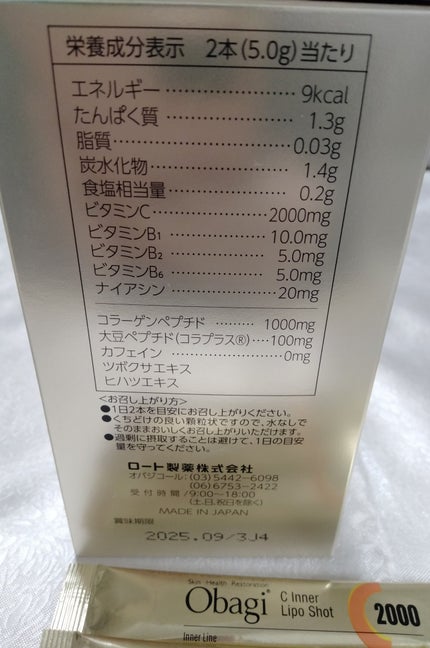 栄養成分表示 2本(5.0g)当たり
エネルギー………………9kcal
たんぱく質………………1.3g
脂質………………………0.03g
炭水化物…………………1.4g
食塩相当量………………0.2g
ビタミンC………………2000mg
ビタミンB₁………………10.0mg
ビタミンB₂………………5.0mg
ビタミンB₆………………5.0mg
ナイアシン………………20mg
コラーゲンペプチド………1000mg
大豆ペプチド(コラプラス®)…100mg
カフェイン…………………0mg
ツボクサエキス
ヒハツエキス
<お召し上がり方>
●1日2本を目安にお召し上がりください。
●くちどけの良い顆粒状ですので、水なしで
そのままおいしくお召し上がりいただけます。
●過剰に摂取することは避けて、1日の目安
量を守ってください。
ロート製薬株式会社
オバジコール:(03)5442−6098
(06)6753−2422
受付時間/9:00〜18:00
(土、日、祝日を除く)
MADE IN JAPAN
賞味期限
2025.09/3J4
Skin Health Restoration
Obagi® C Inner
Lipo Shot
2000
Inner Line